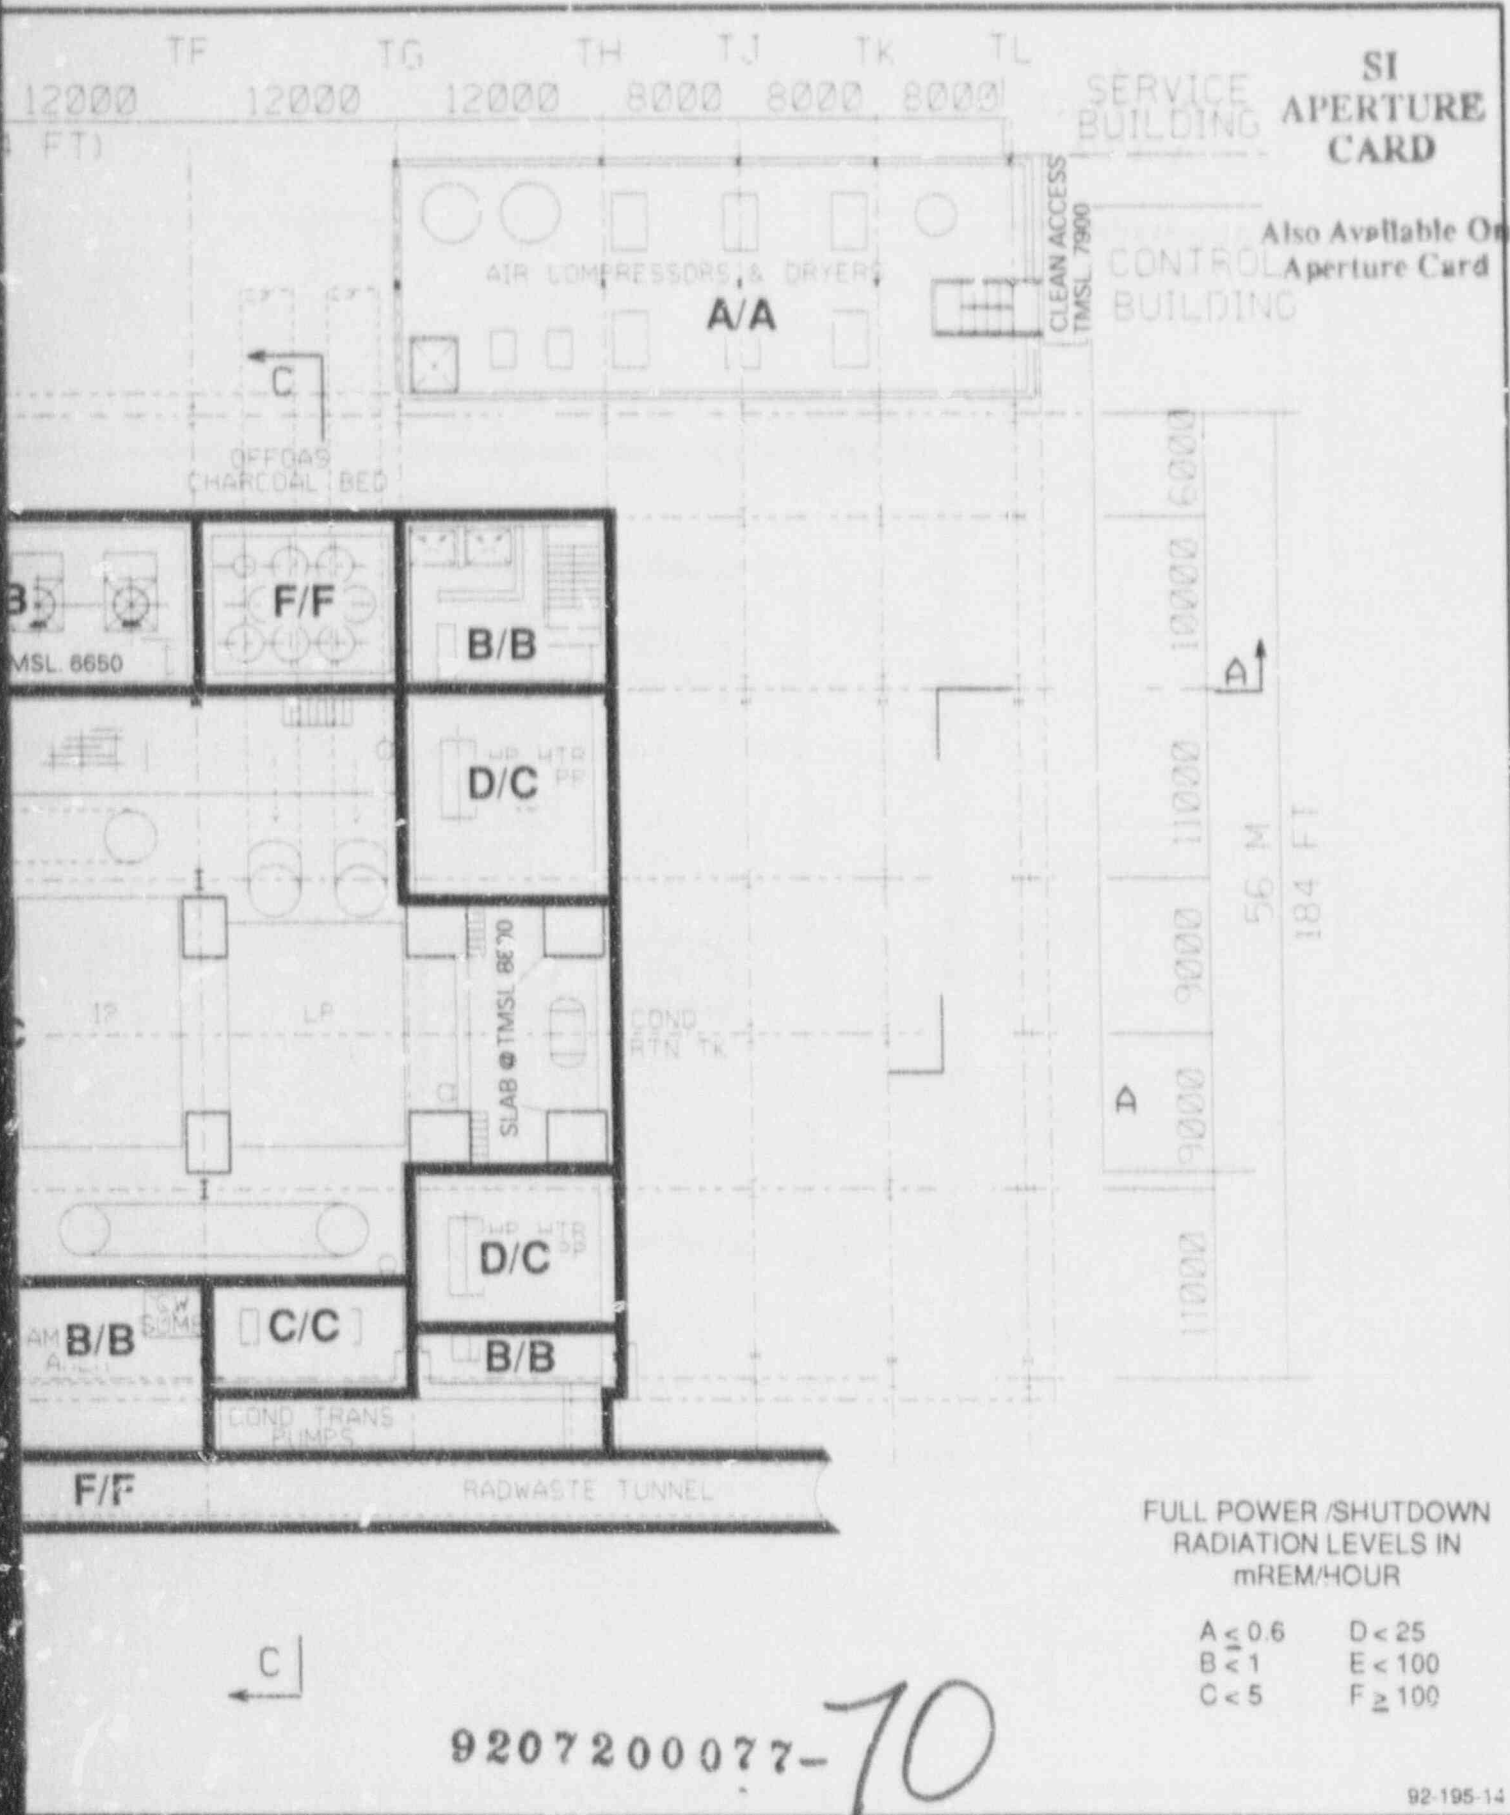 TF TG TH TJ TK TL
12000 12000 12000 8000 8000 8000
FT)
SERVICE
BUILDING
SI
APERTURE
CARD
Also Available On
Aperture Card
CLEAN ACCESS
TMSL 7900
CONTROL
BUILDING
AIR COMPRESSORS & DRYERS
A/A
C
OFFGAS
CHARCOAL BED
6000
10000
11000
9000
9000
11000
56 M
184 FT
A
A
B
F/F
B/B
MSL 6650
D/C
HTR
PP
IP
LP
SLAB @ TMSL
COND
RTN TK
D/C
HTR
PP
AM
B/B
CW
SUMP
C/C
B/B
COND TRANS
PUMPS
F/F
RADWASTE TUNNEL
FULL POWER /SHUTDOWN
RADIATION LEVELS IN
mREM/HOUR
A ≤ 0.6 D < 25
B < 1 E < 100
C < 5 F ≥ 100
C
9207200077-70
92-195-14